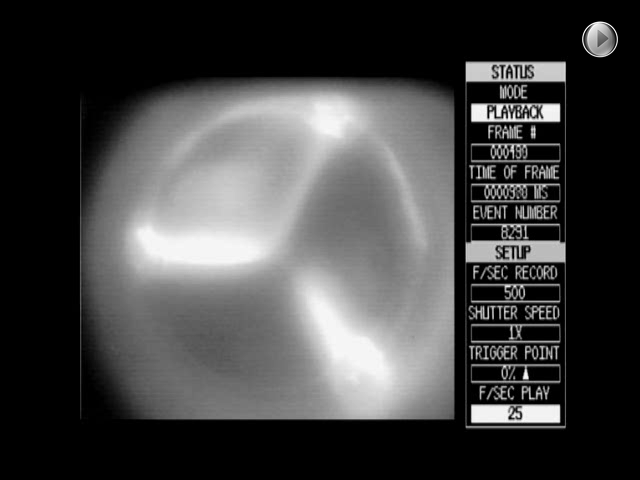 STATUS
MODE
PLAYBACK
FRAME #
000490
TIME OF FRAME
0000980 MS
EVENT NUMBER
8291
SETUP
F/SEC RECORD
500
SHUTTER SPEED
1X
TRIGGER POINT
0%
F/SEC PLAY
25